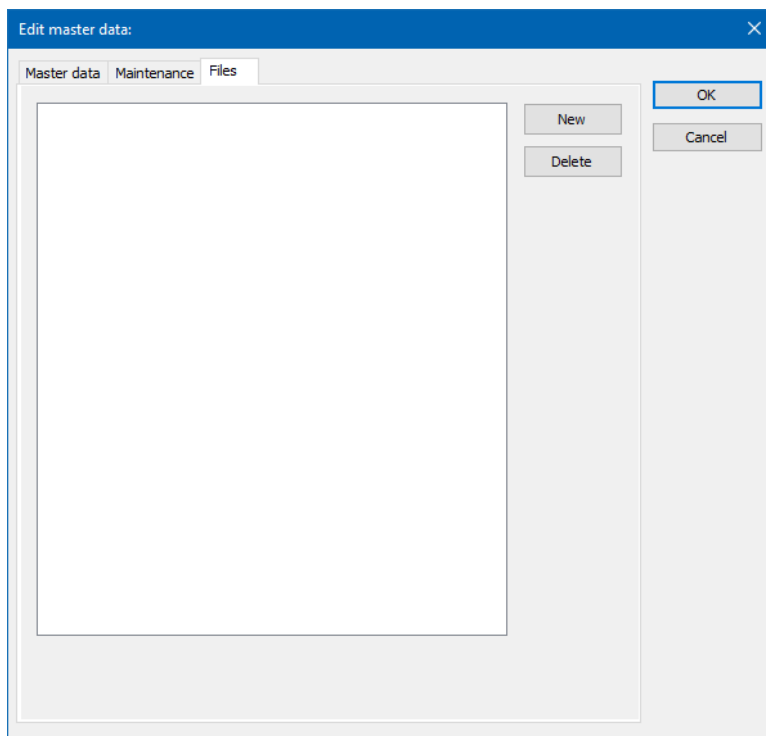 Edit master data:
Master data Maintenance Files
OK
New
Cancel
Delete